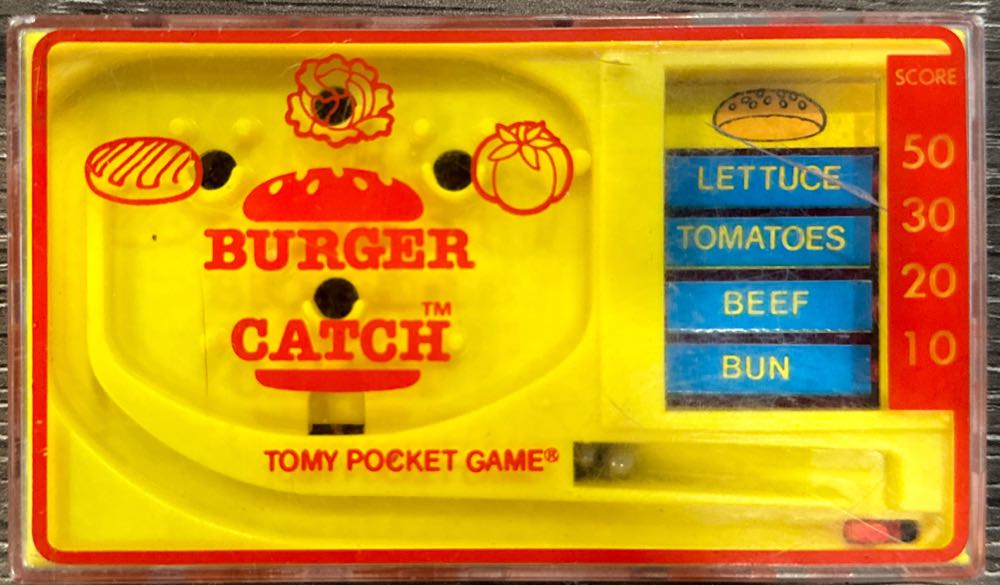 BURGER
CATCH™
TOMY POCKET GAME®
LETTUCE
TOMATOES
BEEF
BUN
SCORE
50
30
20
10